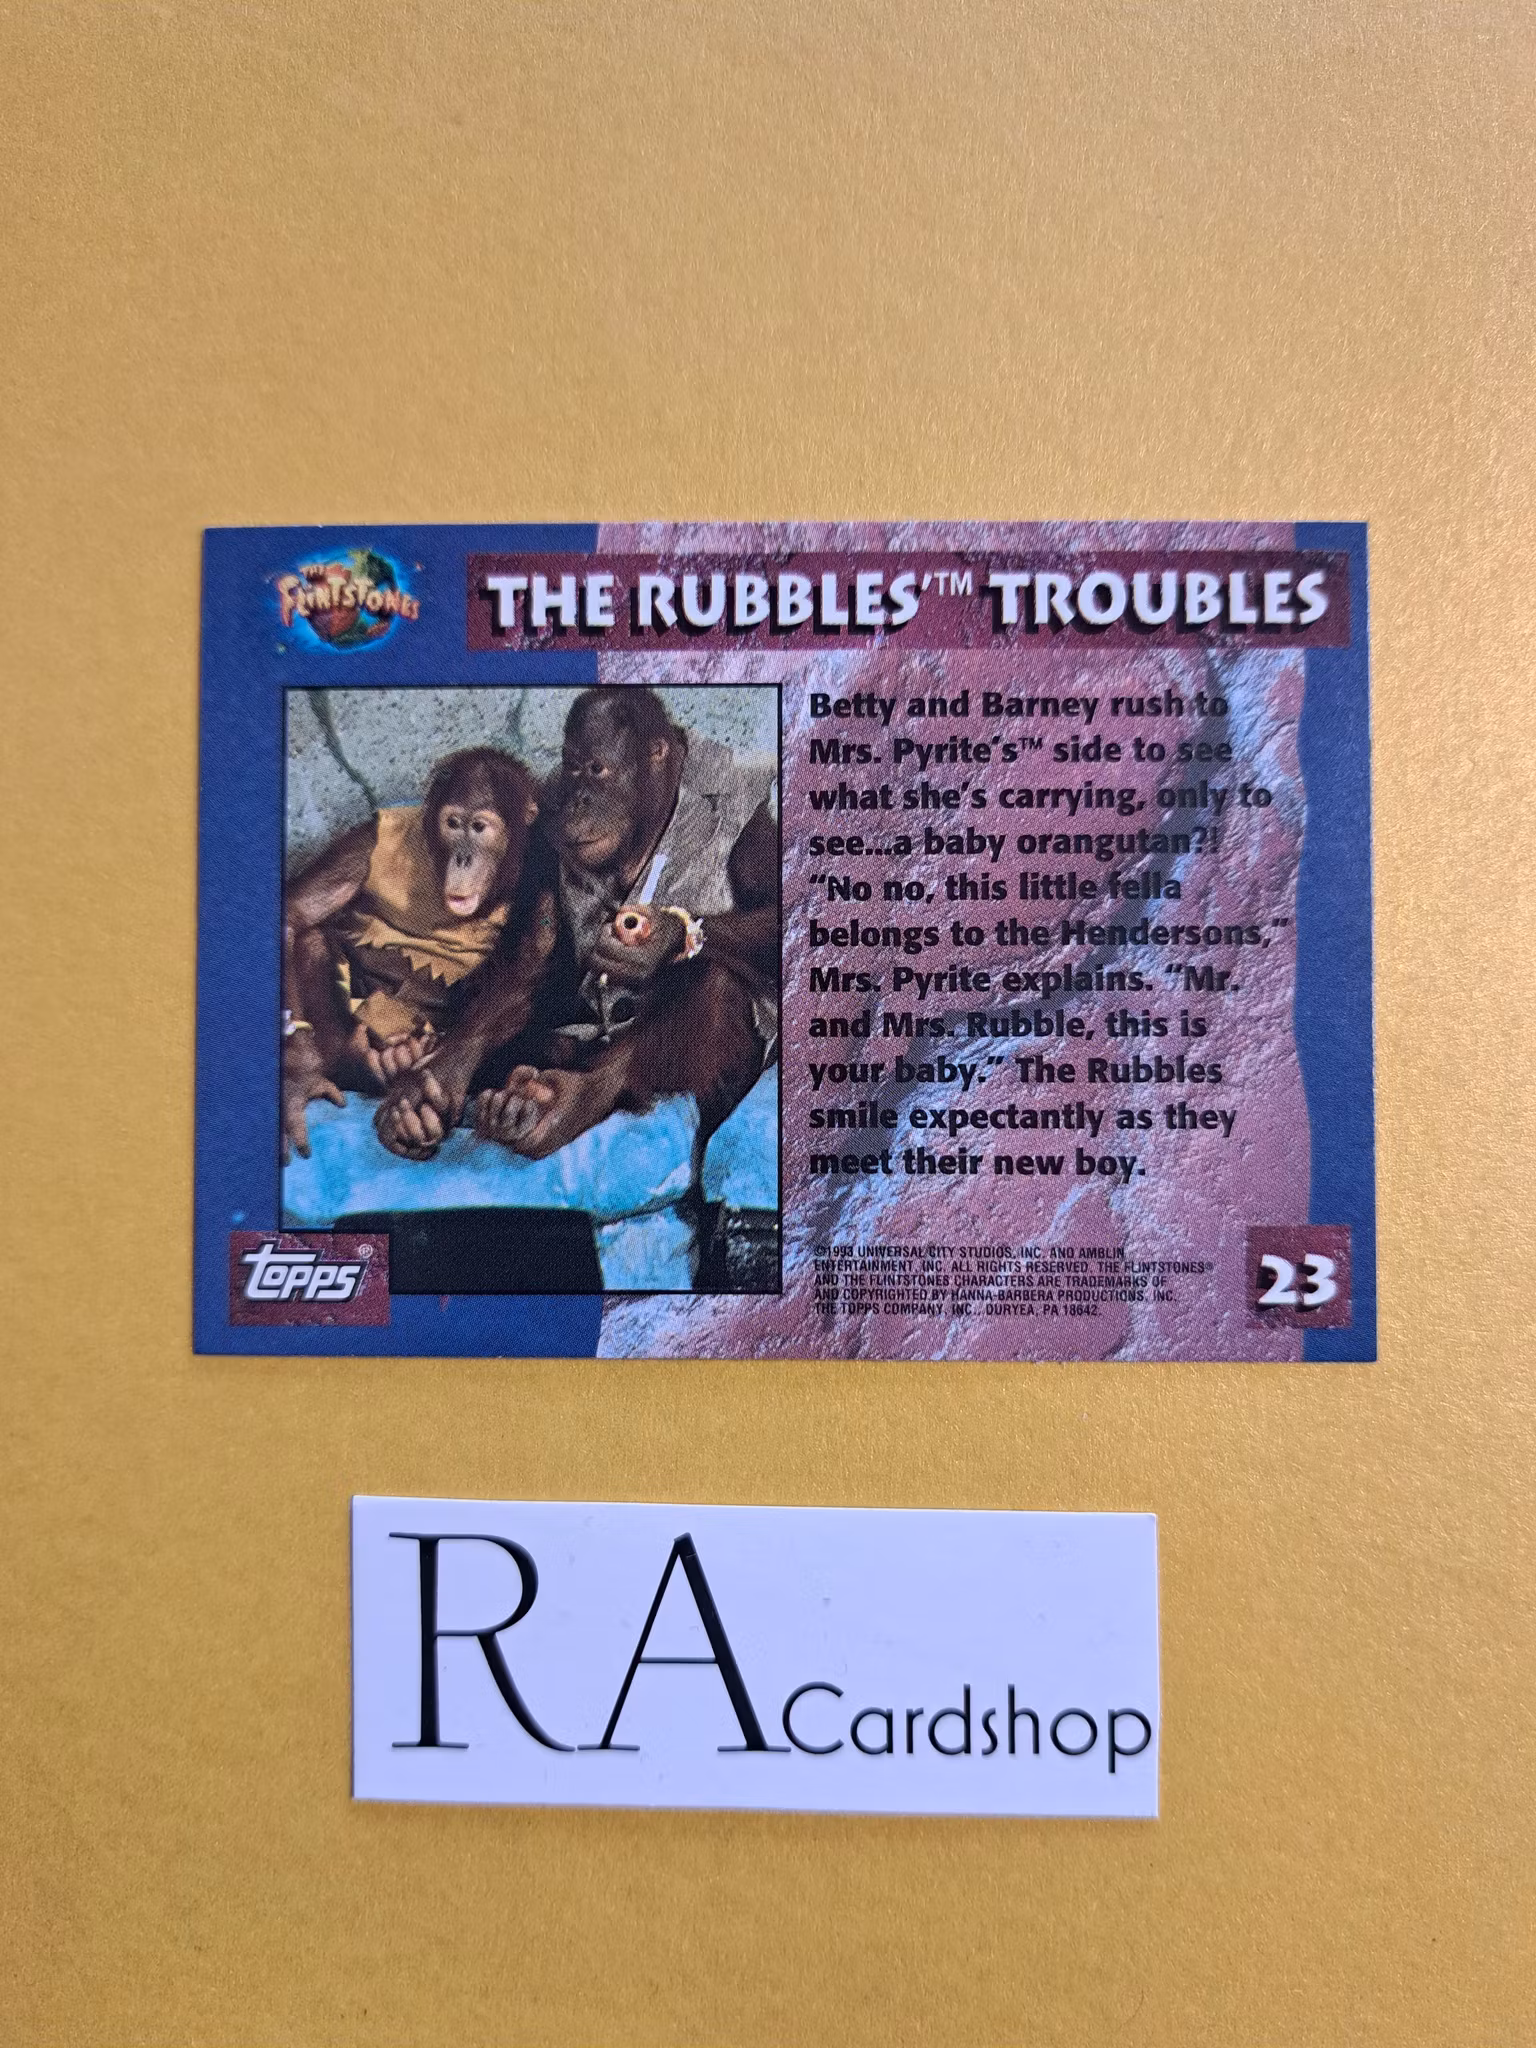 THE FLINTSTONES
THE RUBBLES'™ TROUBLES
Betty and Barney rush to
Mrs. Pyrite's™ side to see
what she's carrying, only to
see...a baby orangutan?!
"No no, this little fella
belongs to the Hendersons,"
Mrs. Pyrite explains. "Mr.
and Mrs. Rubble, this is
your baby." The Rubbles
smile expectantly as they
meet their new boy.
©1993 UNIVERSAL CITY STUDIOS, INC. AND AMBLIN
ENTERTAINMENT, INC. ALL RIGHTS RESERVED. THE FLINTSTONES®
AND THE FLINTSTONES CHARACTERS ARE TRADEMARKS OF
AND COPYRIGHTED BY HANNA-BARBERA PRODUCTIONS, INC.
THE TOPPS COMPANY, INC., DURYEA, PA 18642.
TOPPS®
23
RA Cardshop